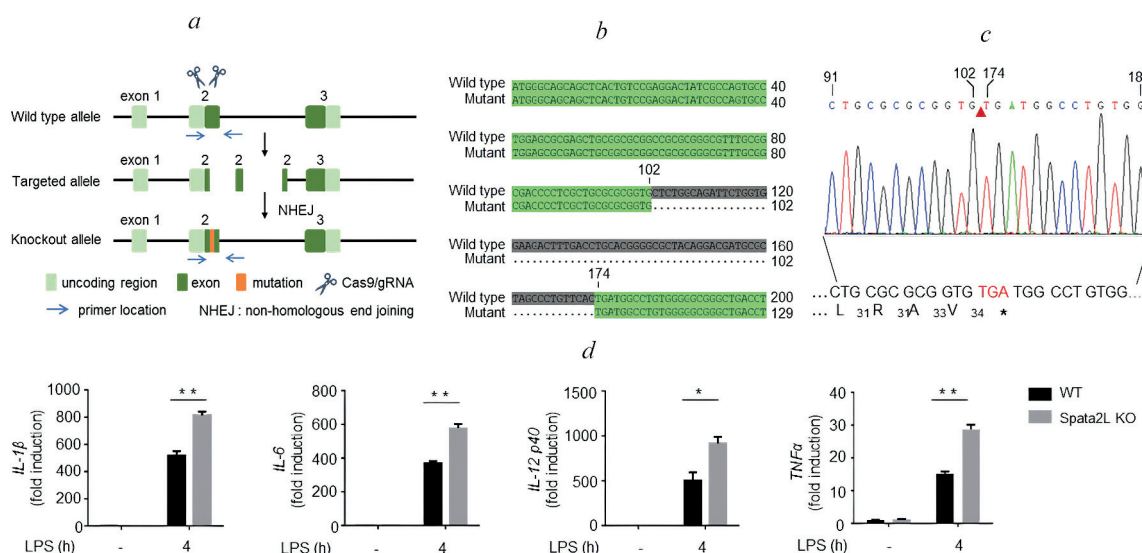 a
exon 1 2 3
Wild type allele
exon 1 2 2 2 3
Targeted allele
NHEJ
exon 1 2 3
Knockout allele
uncoding region exon mutation Cas9/gRNA
primer location NHEJ : non-homologous end joining
b
Wild type ATGGGCAGCAGCTCACTGTCCGAGGACTATCGCCAGTGCC 40
Mutant ATGGGCAGCAGCTCACTGTCCGAGGACTATCGCCAGTGCC 40
Wild type TGGAGCGCGAGCTGCGGCGCGGCCGCGCGGGCGTTTGCGG 80
Mutant TGGAGCGCGAGCTGCGGCGCGGCCGCGCGGGCGTTTGCGG 80
102
Wild type CGACCCCTCGCTGCGCGCGGTGCTCTGGCAGATTCTGGTG 120
Mutant CGACCCCTCGCTGCGCGCGGTG.................. 102
Wild type GAAGACTTTGACCTGCACGGGGCGCTACAGGACGATGCGC 160
Mutant ........................................ 102
174
Wild type TAGCCCTGTTCACTGATGGCCTGTGGGGGCGGGCTGACCT 200
Mutant .............TGATGGCCTGTGGGGGCGGGCTGACCT 129
c
91 102 174 18
C T G C G C G C G G T G T G A T G G C C T G T G G
...CTG CGC GCG GTG TGA TGG CCT GTGG...
... L 31 R 31 A 33 V 34 *
d
IL-1β
(fold induction)
1000
800
600
400
200
0
**
LPS (h) - 4
IL-6
(fold induction)
800
600
400
200
0
**
LPS (h) - 4
IL-12 p40
(fold induction)
1500
1000
500
0
*
LPS (h) - 4
TNFα
(fold induction)
40
30
20
10
0
**
LPS (h) - 4
WT
Spata2L KO